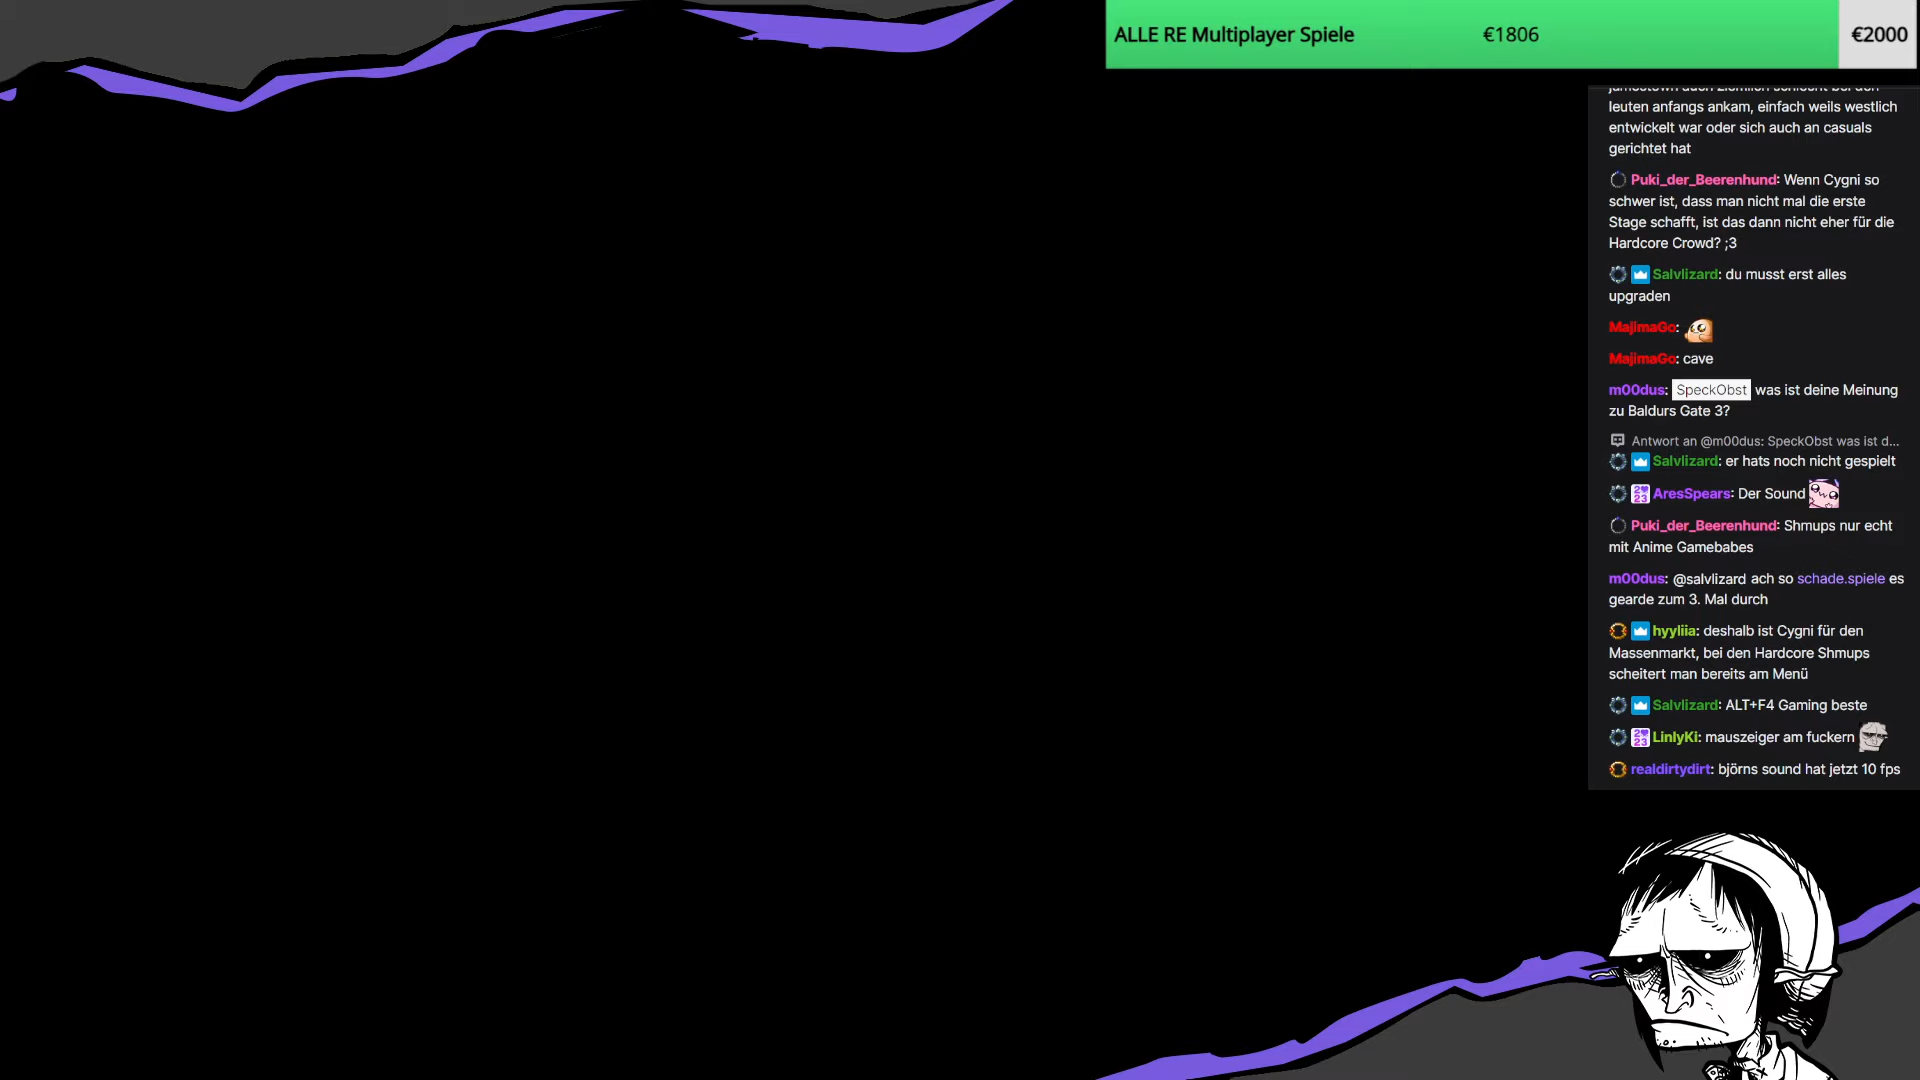 ALLE RE Multiplayer Spiele €1806 €2000
jamestown auch ziemlich schlecht bei den
leuten anfangs ankam, einfach weils westlich
entwickelt war oder sich auch an casuals
gerichtet hat
Puki_der_Beerenhund: Wenn Cygni so
schwer ist, dass man nicht mal die erste
Stage schafft, ist das dann nicht eher für die
Hardcore Crowd? ;3
Salvlizard: du musst erst alles
upgraden
MajimaGo:
MajimaGo: cave
m00dus: SpeckObst was ist deine Meinung
zu Baldurs Gate 3?
Antwort an @m00dus: SpeckObst was ist d...
Salvlizard: er hats noch nicht gespielt
AresSpears: Der Sound
Puki_der_Beerenhund: Shmups nur echt
mit Anime Gamebabes
m00dus: @salvlizard ach so schade.spiele es
gearde zum 3. Mal durch
hyyliia: deshalb ist Cygni für den
Massenmarkt, bei den Hardcore Shmups
scheitert man bereits am Menü
Salvlizard: ALT+F4 Gaming beste
LinlyKi: mauszeiger am fuckern
realdirtydirt: björns sound hat jetzt 10 fps